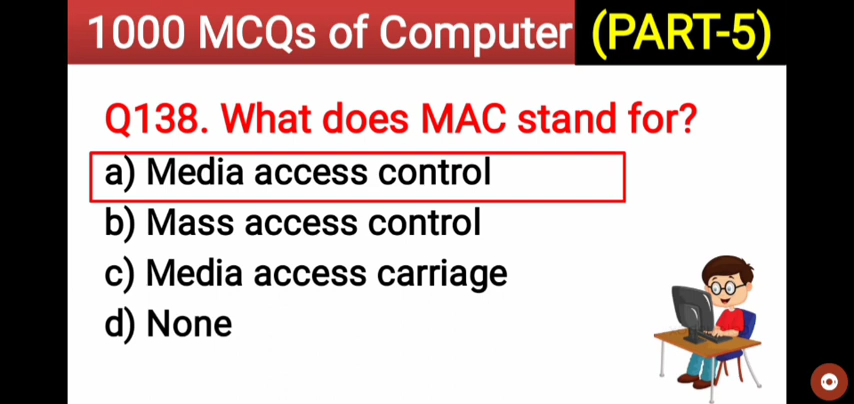 1000 MCQs of Computer (PART-5)
Q138. What does MAC stand for?
a) Media access control
b) Mass access control
c) Media access carriage
d) None